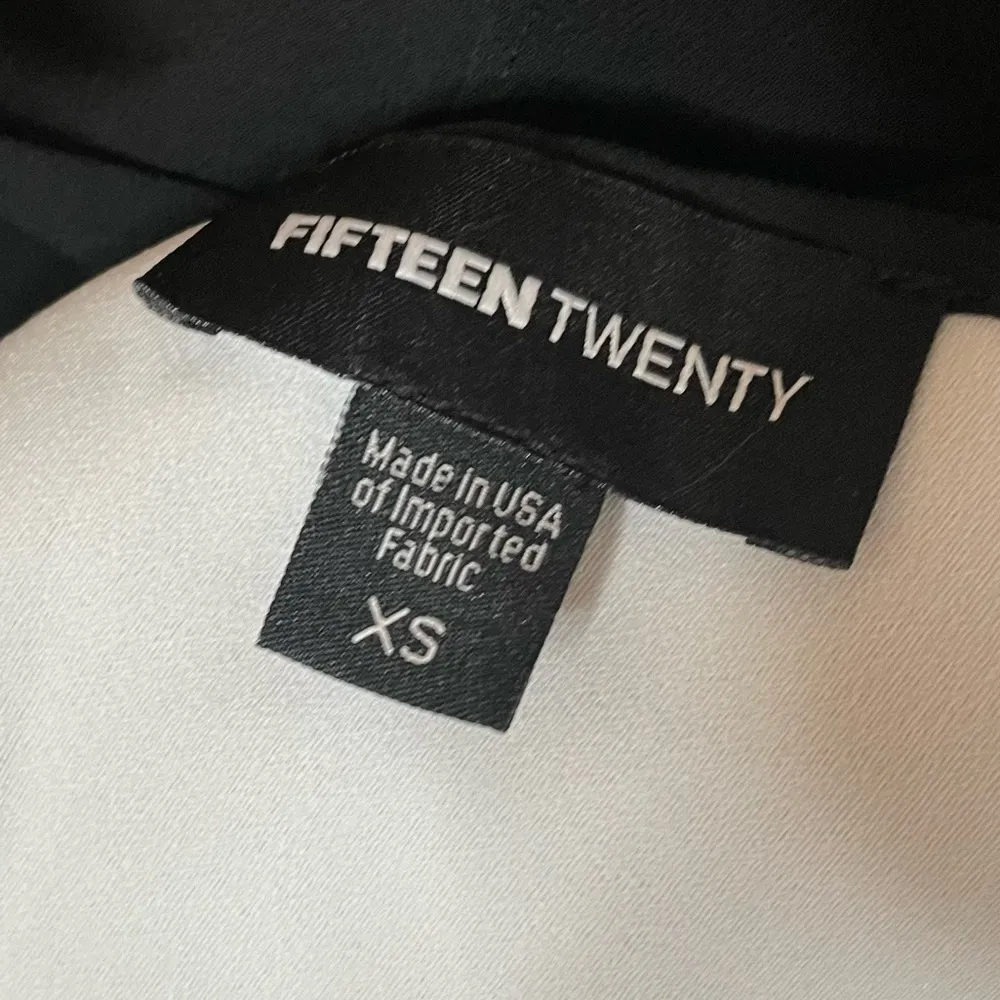 FIFTEEN TWENTY
Made in USA
of Imported
Fabric
XS